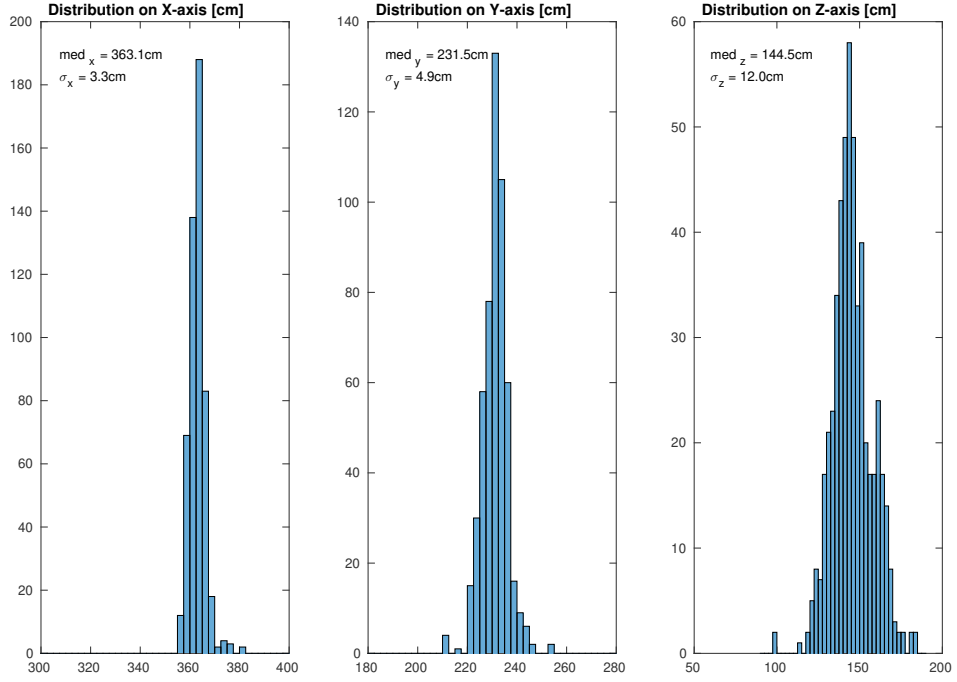 Distribution on X-axis [cm]
med x = 363.1cm
σx = 3.3cm
200
180
160
140
120
100
80
60
40
20
0
300 320 340 360 380 400
Distribution on Y-axis [cm]
med y = 231.5cm
σy = 4.9cm
140
120
100
80
60
40
20
0
180 200 220 240 260 280
Distribution on Z-axis [cm]
med z = 144.5cm
σz = 12.0cm
60
50
40
30
20
10
0
50 100 150 200